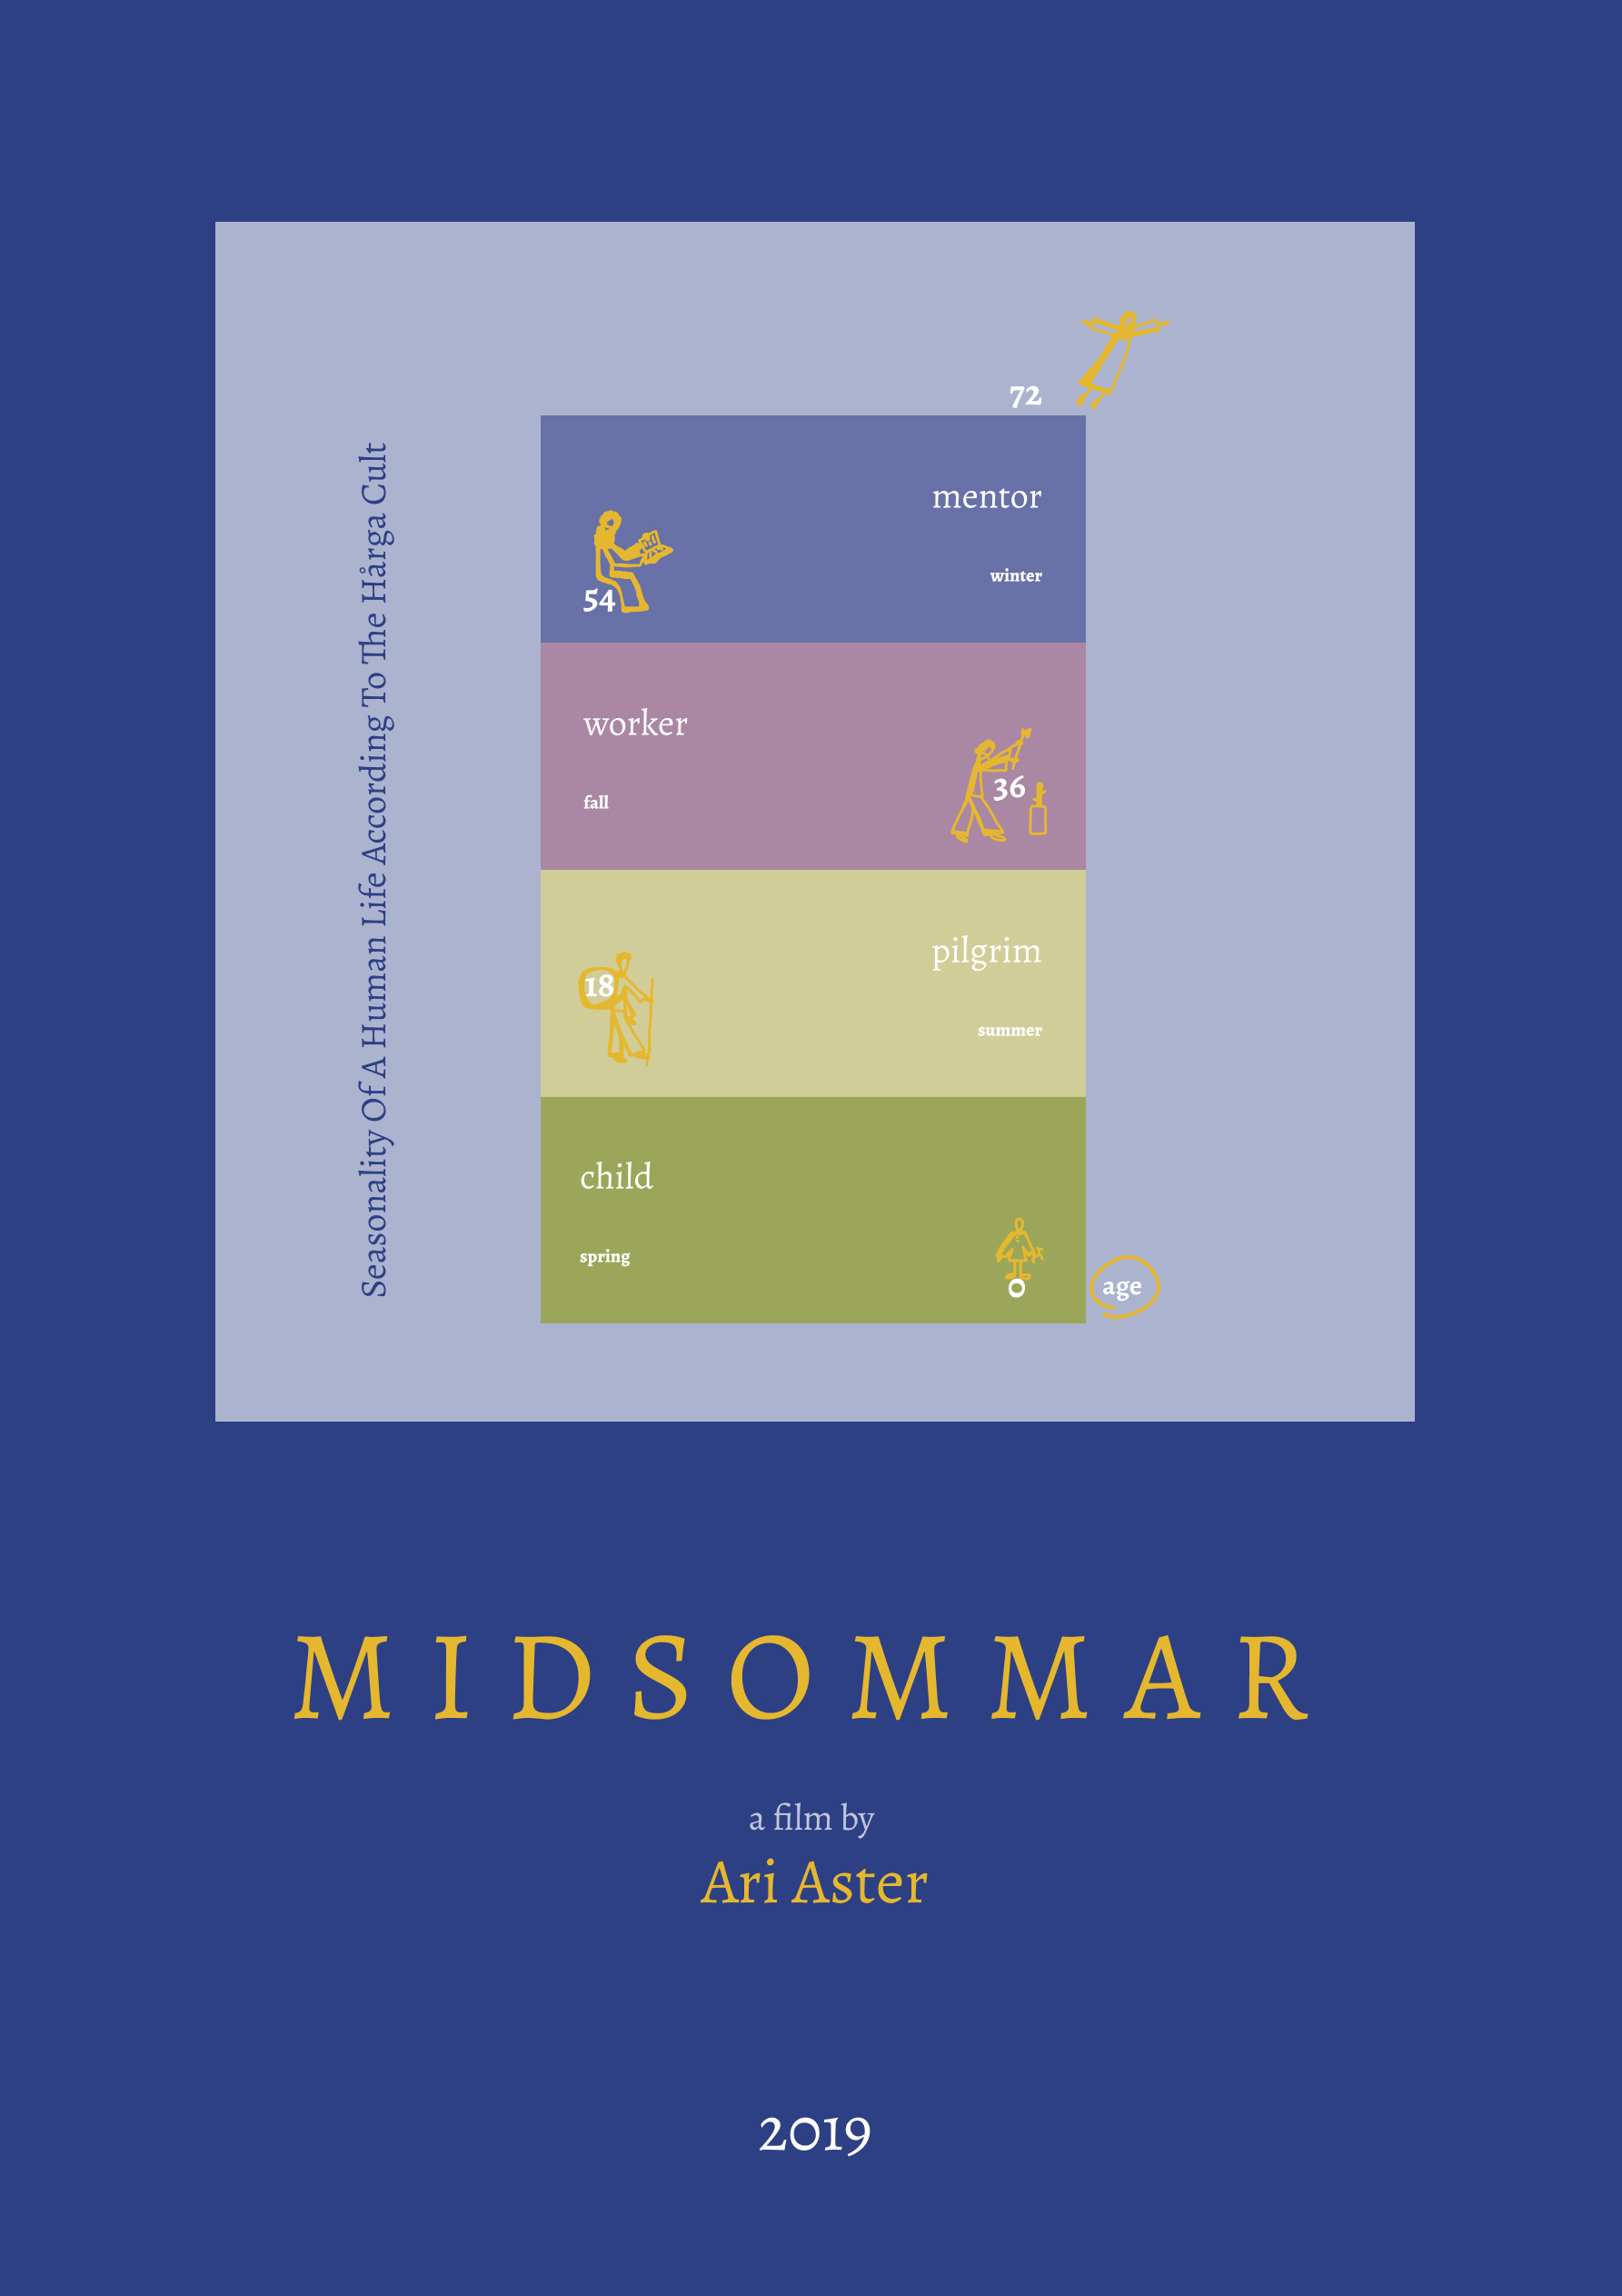 Seasonality Of A Human Life According To The Hårga Cult
72
mentor
winter
54
worker
fall
36
pilgrim
18
summer
child
spring
0
age
MIDSOMMAR
a film by
Ari Aster
2019